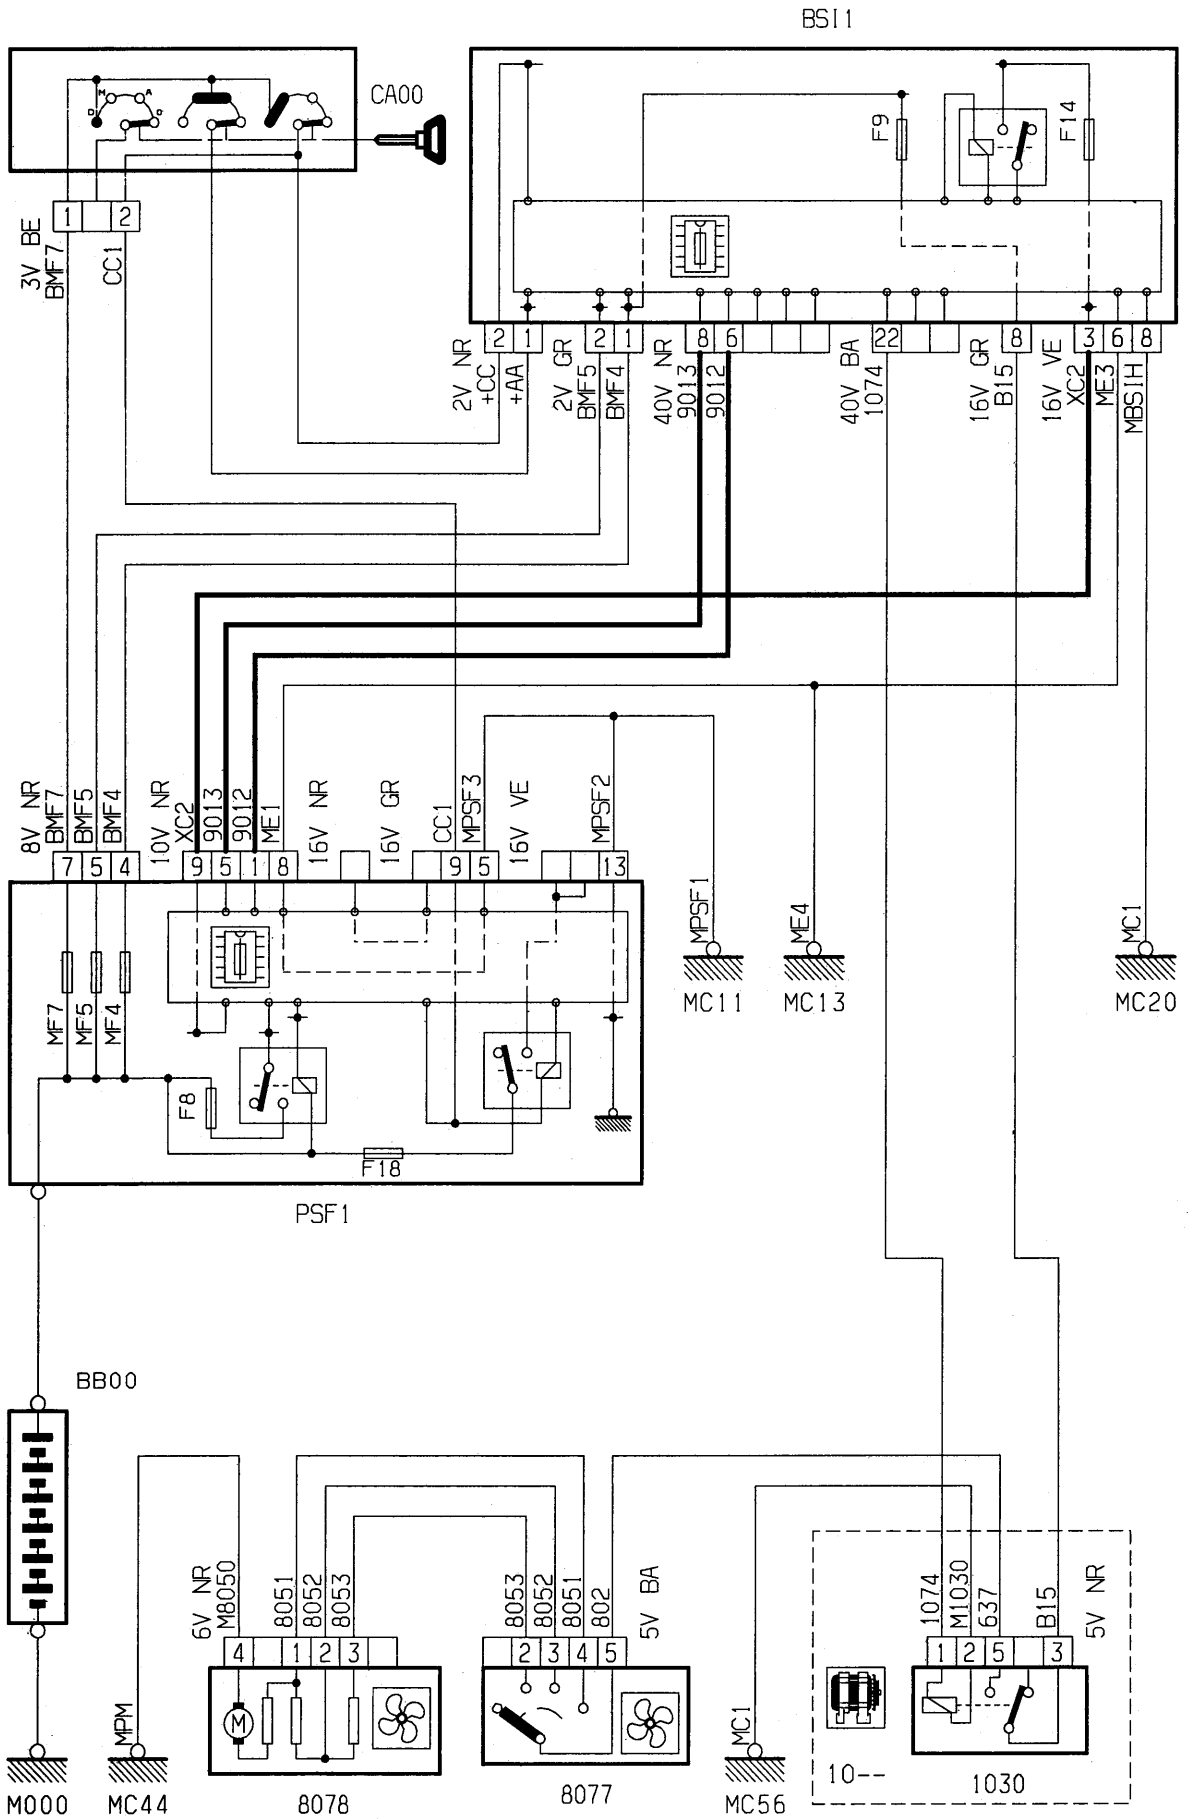 BSI1
CA00
M
A
D
F9
F14
1
2
3V BE
BMF7
CC1
2
1
2
1
8
6
22
8
3
6
8
2V NR
+CC
+AA
2V GR
BMF5
BMF4
40V NR
9013
9012
40V BA
1074
16V GR
B15
16V VE
XC2
ME3
MBSIH
8V NR
BMF7
BMF5
BMF4
10V NR
XC2
9013
9012
ME1
16V NR
16V GR
CC1
MPSF3
16V VE
MPSF2
7
5
4
9
5
1
8
9
5
13
MPSF1
ME4
MC1
MC11
MC13
MC20
MF7
MF5
MF4
F8
F18
PSF1
BB00
6V NR
M8050
8051
8052
8053
8053
8052
8051
802
5V BA
1074
M1030
637
B15
5V NR
4
1
2
3
2
3
4
5
1
2
5
3
M
MPM
MC1
10--
1030
M000
MC44
8078
8077
MC56